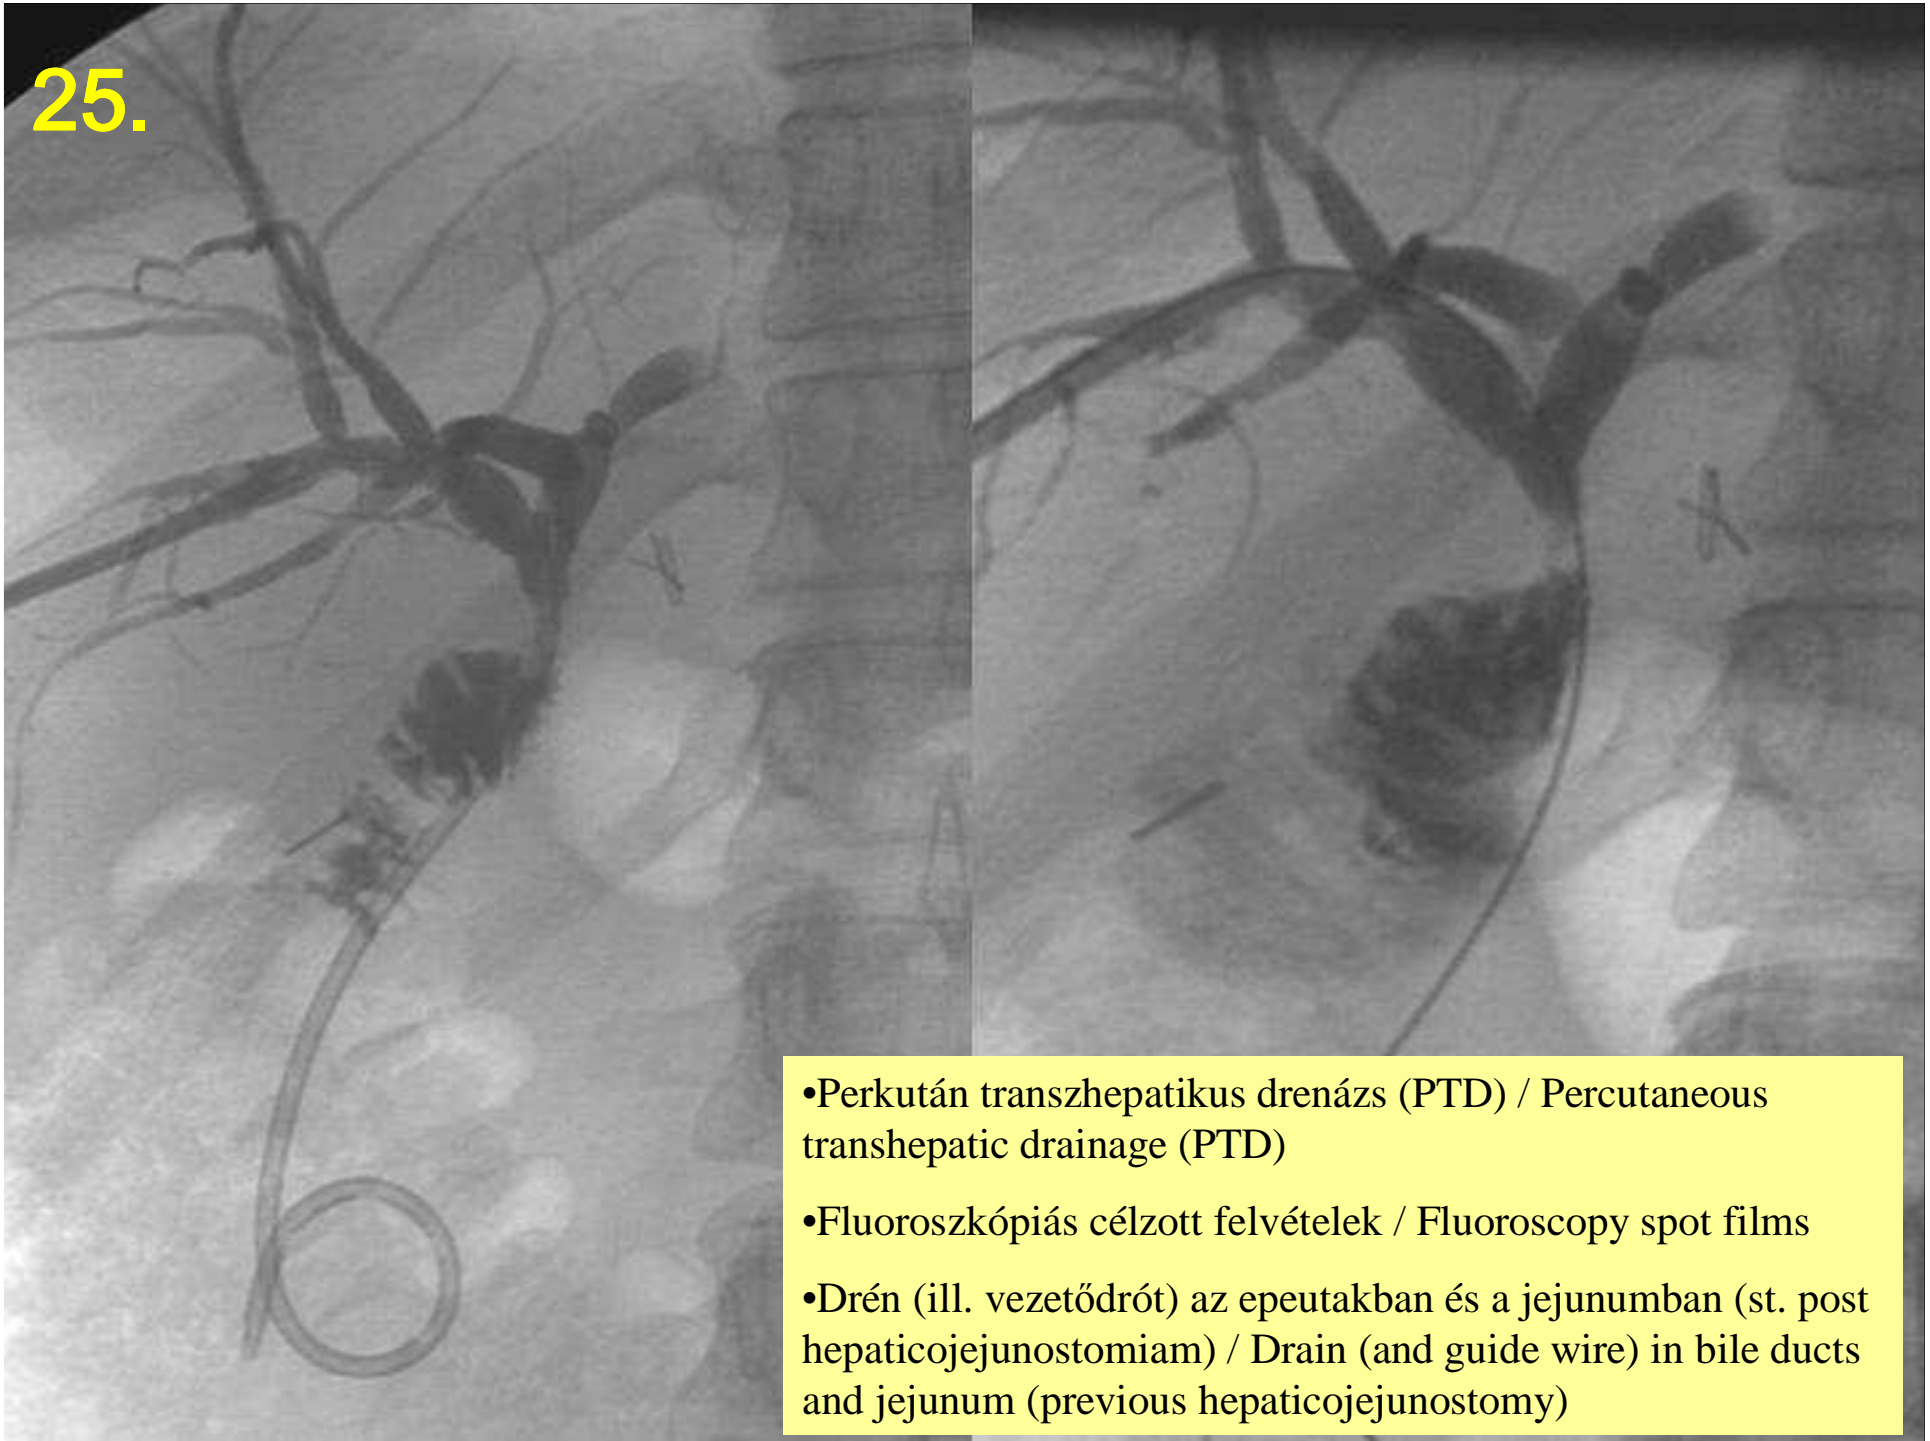 25.
•Perkután transzhepatikus drenázs (PTD) / Percutaneous
transhepatic drainage (PTD)
•Fluoroszkópiás célzott felvételek / Fluoroscopy spot films
•Drén (ill. vezetődrót) az epeutakban és a jejunumban (st. post
hepaticojejunostomiam) / Drain (and guide wire) in bile ducts
and jejunum (previous hepaticojejunostomy)